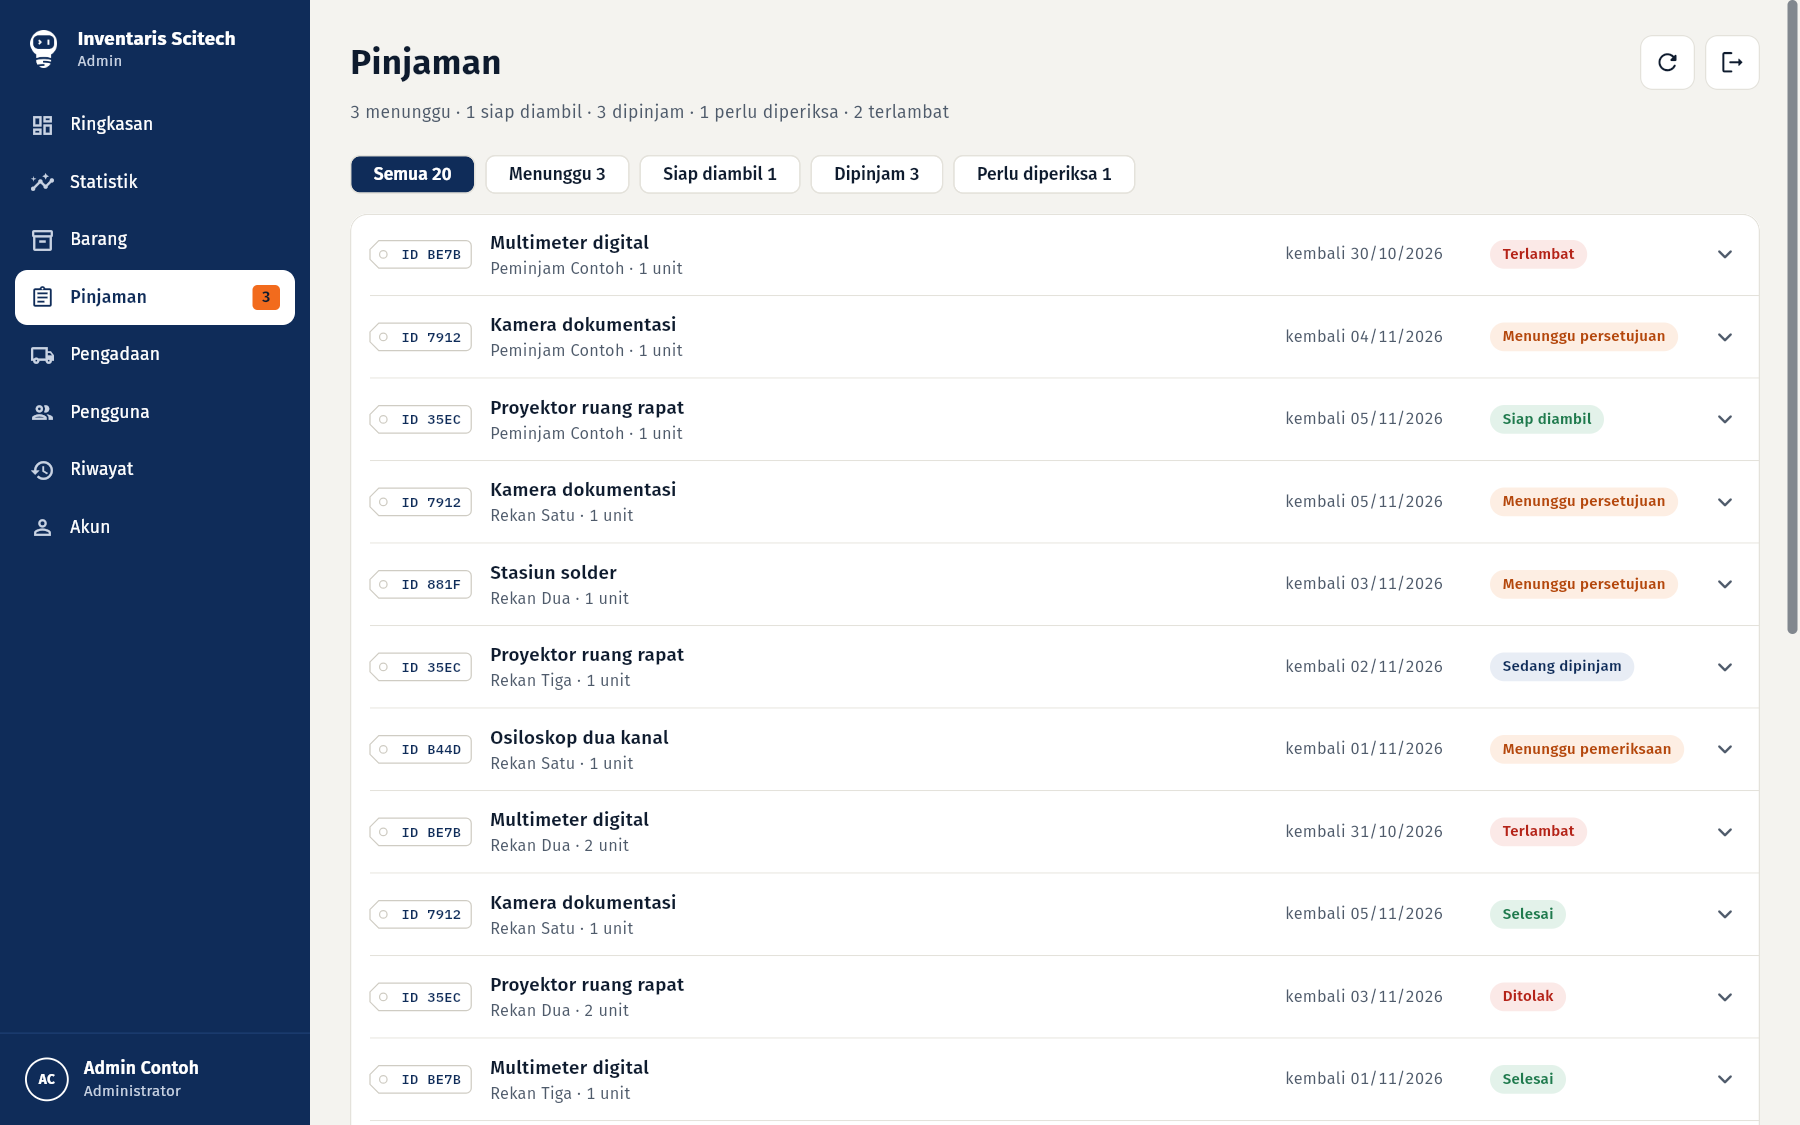 Inventaris Scitech
Admin
Ringkasan
Statistik
Barang
Pinjaman 3
Pengadaan
Pengguna
Riwayat
Akun
AC
Admin Contoh
Administrator
Pinjaman
3 menunggu · 1 siap diambil · 3 dipinjam · 1 perlu diperiksa · 2 terlambat
Semua 20 Menunggu 3 Siap diambil 1 Dipinjam 3 Perlu diperiksa 1
ID BE7B Multimeter digital kembali 30/10/2026 Terlambat
Peminjam Contoh · 1 unit
ID 7912 Kamera dokumentasi kembali 04/11/2026 Menunggu persetujuan
Peminjam Contoh · 1 unit
ID 35EC Proyektor ruang rapat kembali 05/11/2026 Siap diambil
Peminjam Contoh · 1 unit
ID 7912 Kamera dokumentasi kembali 05/11/2026 Menunggu persetujuan
Rekan Satu · 1 unit
ID 881F Stasiun solder kembali 03/11/2026 Menunggu persetujuan
Rekan Dua · 1 unit
ID 35EC Proyektor ruang rapat kembali 02/11/2026 Sedang dipinjam
Rekan Tiga · 1 unit
ID B44D Osiloskop dua kanal kembali 01/11/2026 Menunggu pemeriksaan
Rekan Satu · 1 unit
ID BE7B Multimeter digital kembali 31/10/2026 Terlambat
Rekan Dua · 2 unit
ID 7912 Kamera dokumentasi kembali 05/11/2026 Selesai
Rekan Satu · 1 unit
ID 35EC Proyektor ruang rapat kembali 03/11/2026 Ditolak
Rekan Dua · 2 unit
ID BE7B Multimeter digital kembali 01/11/2026 Selesai
Rekan Tiga · 1 unit